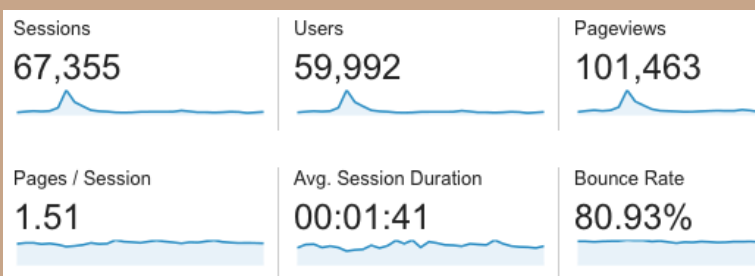 Sessions
67,355
Users
59,992
Pageviews
101,463
Pages / Session
1.51
Avg. Session Duration
00:01:41
Bounce Rate
80.93%